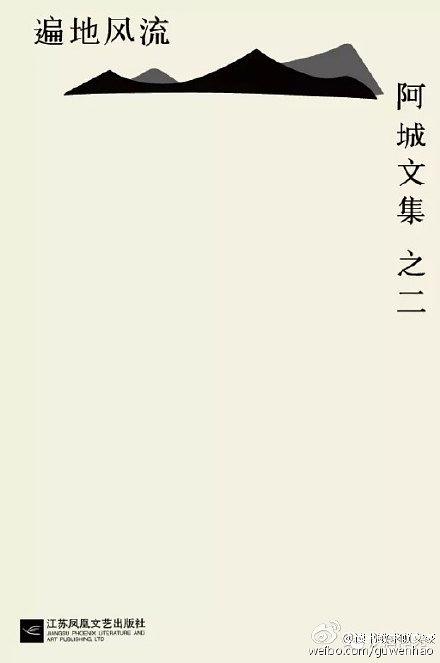 遍地风流
阿城文集 之二
江苏凤凰文艺出版社
JIANGSU PHOENIX LITERATURE AND
ART PUBLISHING, LTD
weibo.com/guwenhao